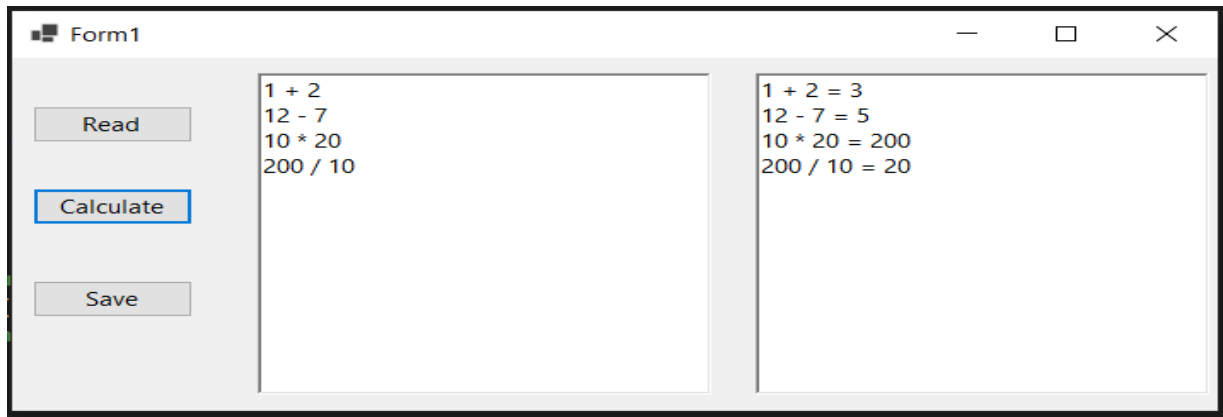 Form1
Read
Calculate
Save
1 + 2
12 - 7
10 * 20
200 / 10
1 + 2 = 3
12 - 7 = 5
10 * 20 = 200
200 / 10 = 20